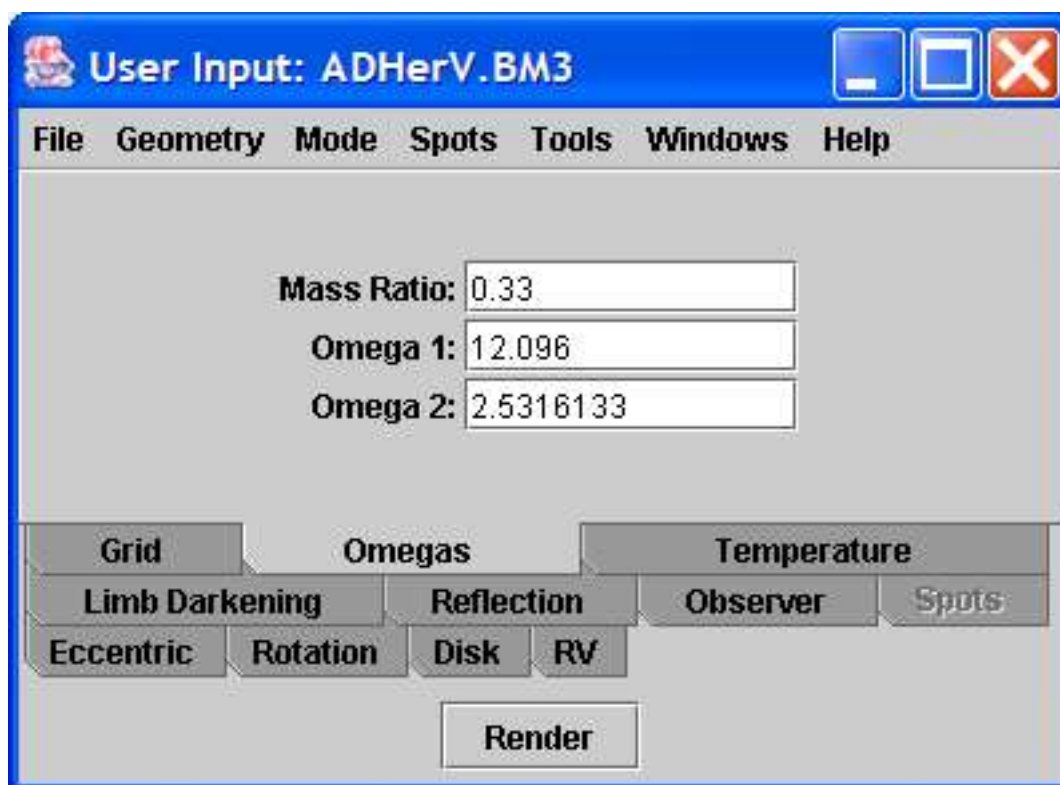 User Input: ADHerV.BM3
File Geometry Mode Spots Tools Windows Help
Mass Ratio: 0.33
Omega 1: 12.096
Omega 2: 2.5316133
Grid Omegas Temperature
Limb Darkening Reflection Observer Spots
Eccentric Rotation Disk RV
Render